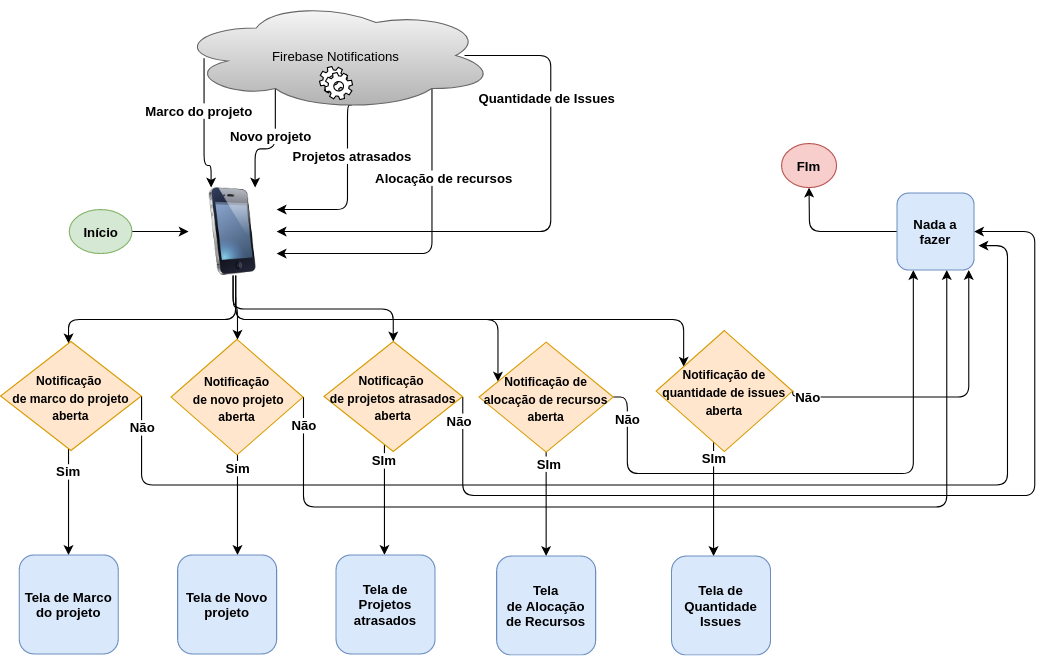 Firebase Notifications
Marco do projeto
Novo projeto
Projetos atrasados
Alocação de recursos
Quantidade de Issues
Início
FIm
Nada a
fazer
Notificação
de marco do projeto
aberta
Notificação
de novo projeto
aberta
Notificação
de projetos atrasados
aberta
Notificação de
alocação de recursos
aberta
Notificação de
quantidade de issues
aberta
Não
Não
Não
Não
Não
Sim
Sim
SIm
SIm
SIm
Tela de Marco
do projeto
Tela de Novo
projeto
Tela de
Projetos
atrasados
Tela
de Alocação
de Recursos
Tela de
Quantidade
Issues